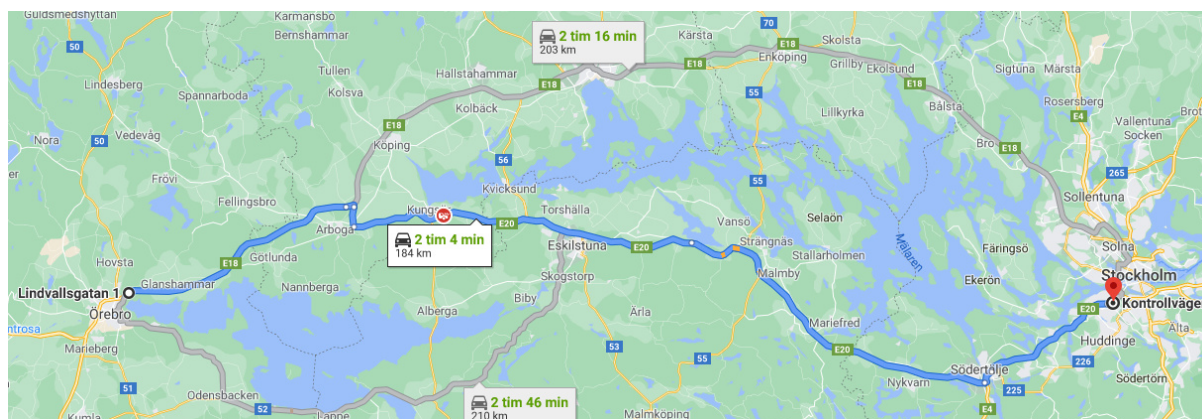 Guldsmedshyttan
50
Karmansbo
Bernshammar
70
Kärsta
E18
Skolsta
2 tim 16 min
203 km
Tullen
Hallstahammar
E18
Enköping
Grillby
Ekolsund
Sigtuna
Märsta
Lindesberg
Spannarboda
Kolsva
Kolbäck
E18
55
E18
Rosersberg
Nora
50
Vedevåg
E18
Lillkyrka
Bålsta
E4
Vallentuna
Socken
Köping
56
Bro
E18
Frövi
Kvicksund
55
265
Sollentuna
Fellingsbro
Torshälla
Vansö
Selaön
Arboga
E20
Färingsö
Solna
2 tim 4 min
184 km
Eskilstuna
E20
Strängnäs
Stallarholmen
Mälaren
Hovsta
E18
Götlunda
Skogstorp
Malmby
Ekerön
Stockholm
Glanshammar
Nannberga
Biby
Lindvallsgatan 1
Kontrollväge
Örebro
Alberga
Ärla
Mariefred
E20
Huddinge
Älta
Marieberg
E20
53
55
Södertälje
226
Södertörn
51
Odensbacken
2 tim 46 min
210 km
Nykvarn
225
Kumla
52
Malmköping
E4